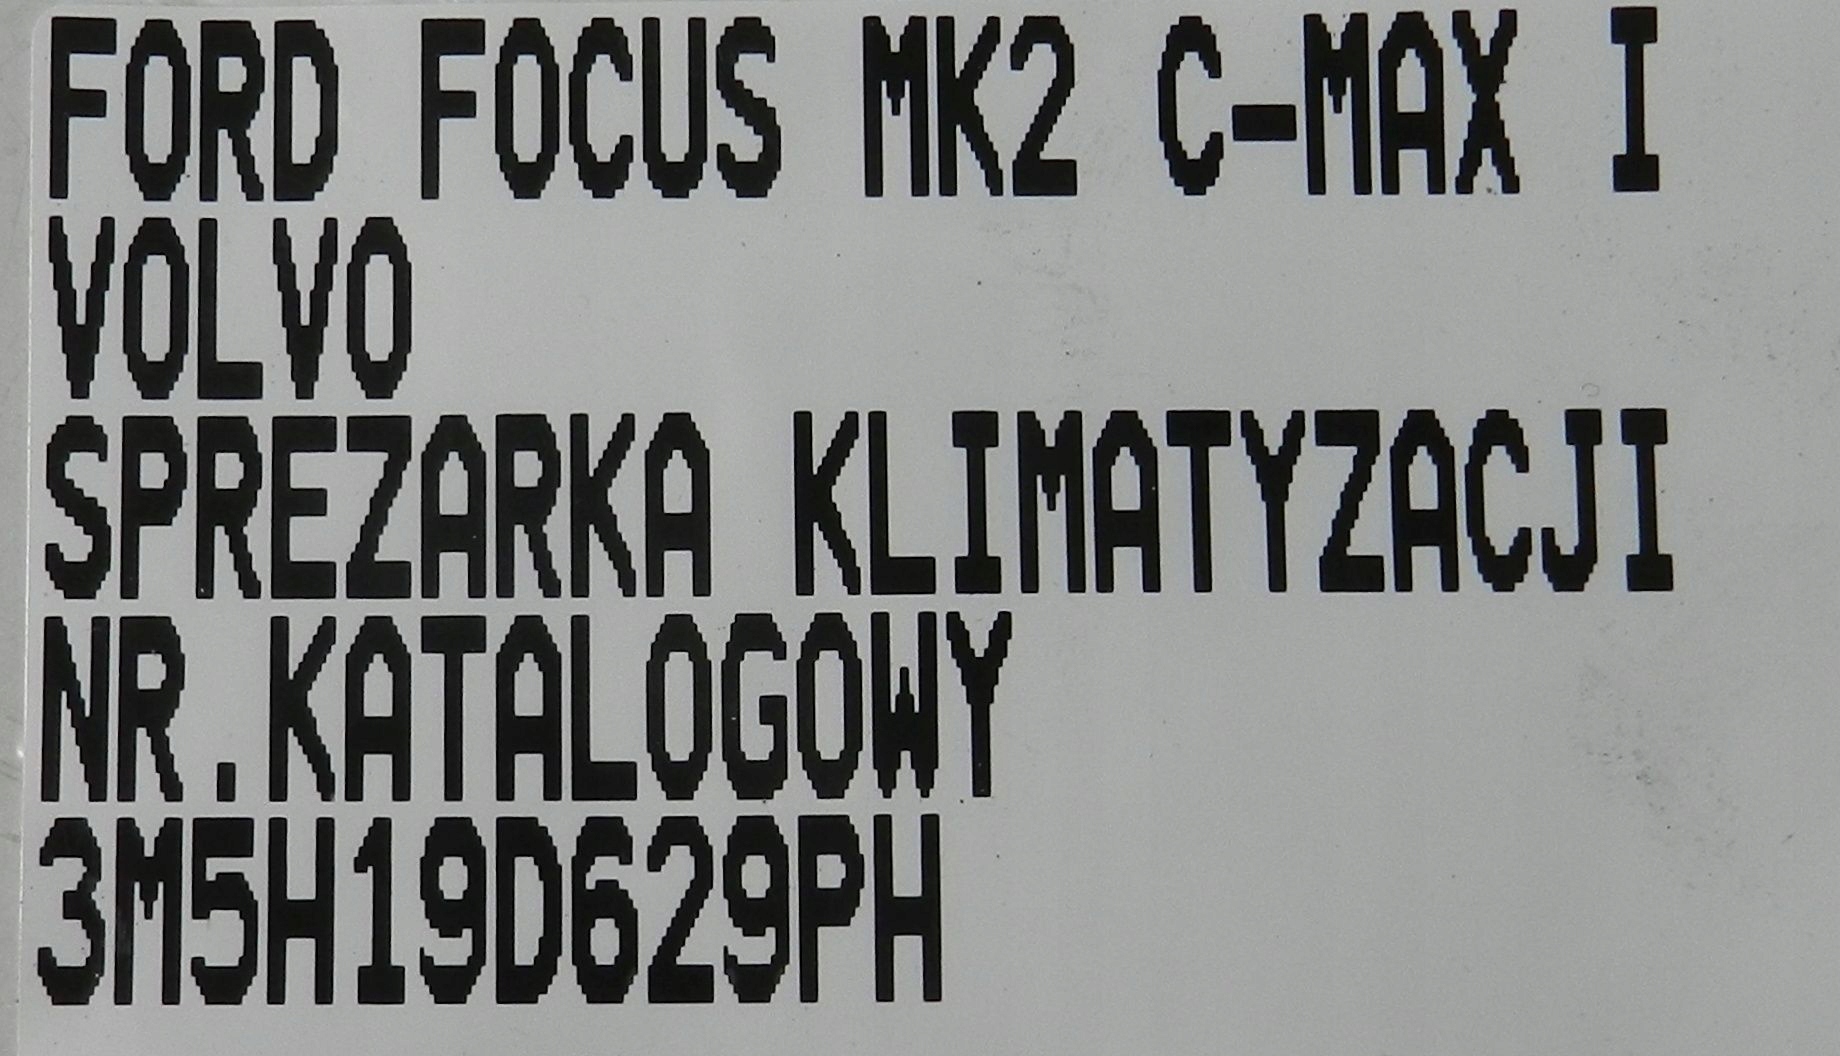 FORD FOCUS MK2 C-MAX I
VOLVO
SPREZARKA KLIMATYZACJI
NR.KATALOGOWY
3M5H19D629PH